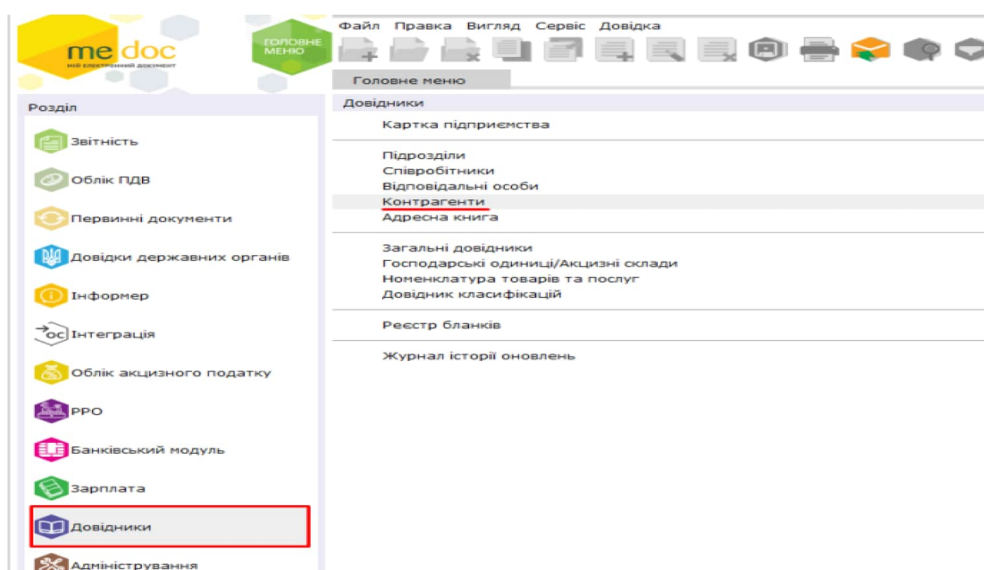 Файл Правка Вигляд Сервіс Довідка
me doc
мій електронний документ
ГОЛОВНЕ
МЕНЮ
Головне меню
Розділ
Звітність
Облік ПДВ
Первинні документи
Довідки державних органів
Інформер
ос Інтеграція
Облік акцизного податку
РРО
Банківський модуль
Зарплата
Довідники
Адміністрування
Довідники
Картка підприємства
Підрозділи
Співробітники
Відповідальні особи
Контрагенти
Адресна книга
Загальні довідники
Господарські одиниці/Акцизні склади
Номенклатура товарів та послуг
Довідник класифікацій
Реєстр бланків
Журнал історії оновлень